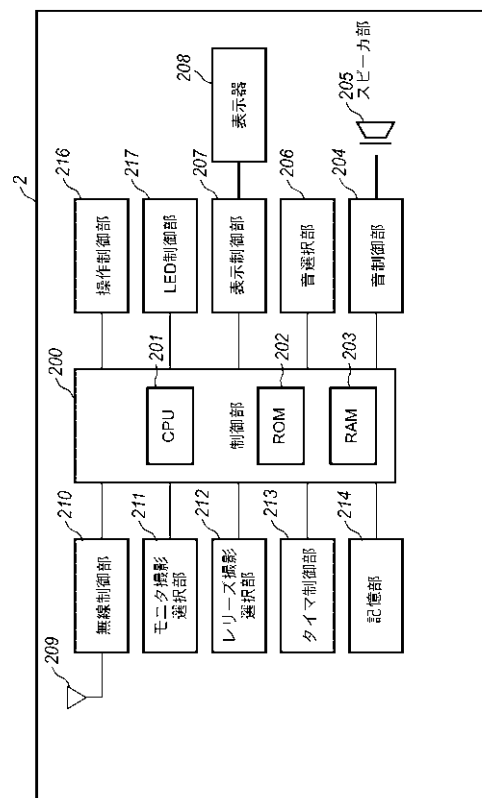 2
209
210
無線制御部
211
モニタ撮影
選択部
212
レリーズ撮影
選択部
213
タイマ制御部
214
記憶部
200
制御部
201
CPU
202
ROM
203
RAM
216
操作制御部
217
LED制御部
207
表示制御部
208
表示器
206
音選択部
204
音制御部
205
スピーカ部